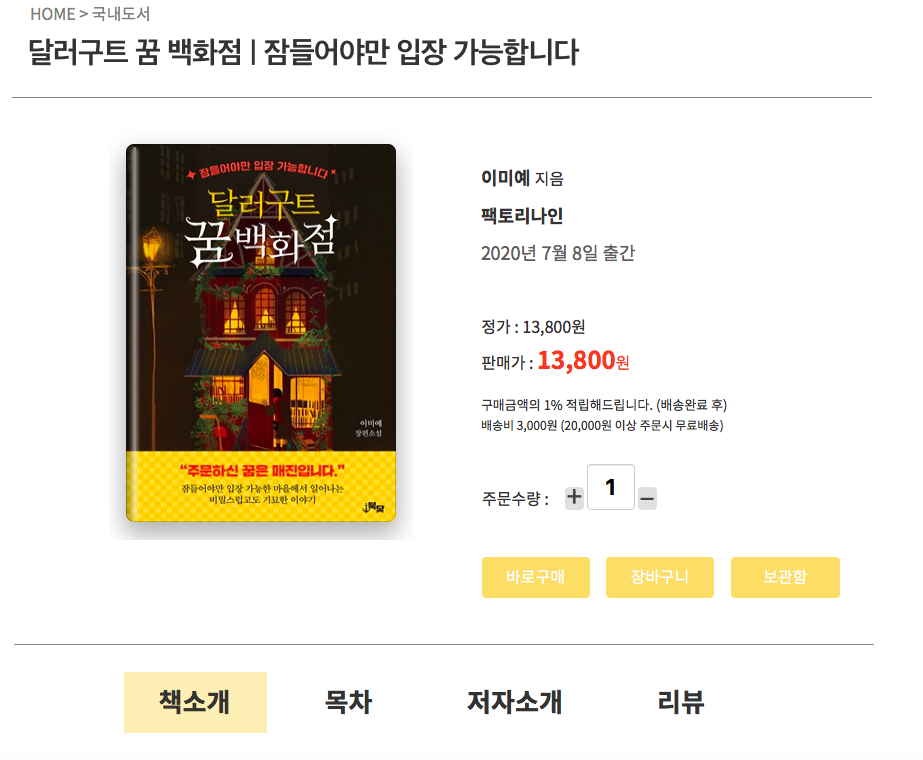 HOME > 국내도서
달러구트 꿈 백화점 | 잠들어야만 입장 가능합니다
잠들어야만 입장 가능합니다
달러구트
꿈 백화점
이미예
장편소설
“주문하신 꿈은 매진입니다.”
잠들어야만 입장 가능한 마을에서 일어나는
비밀스럽고도 기묘한 이야기
북닻
이미예 지음
팩토리나인
2020년 7월 8일 출간
정가 : 13,800원
판매가 : 13,800원
구매금액의 1% 적립해드립니다. (배송완료 후)
배송비 3,000원 (20,000원 이상 주문시 무료배송)
주문수량 : + 1 −
바로구매 장바구니 보관함
책소개 목차 저자소개 리뷰